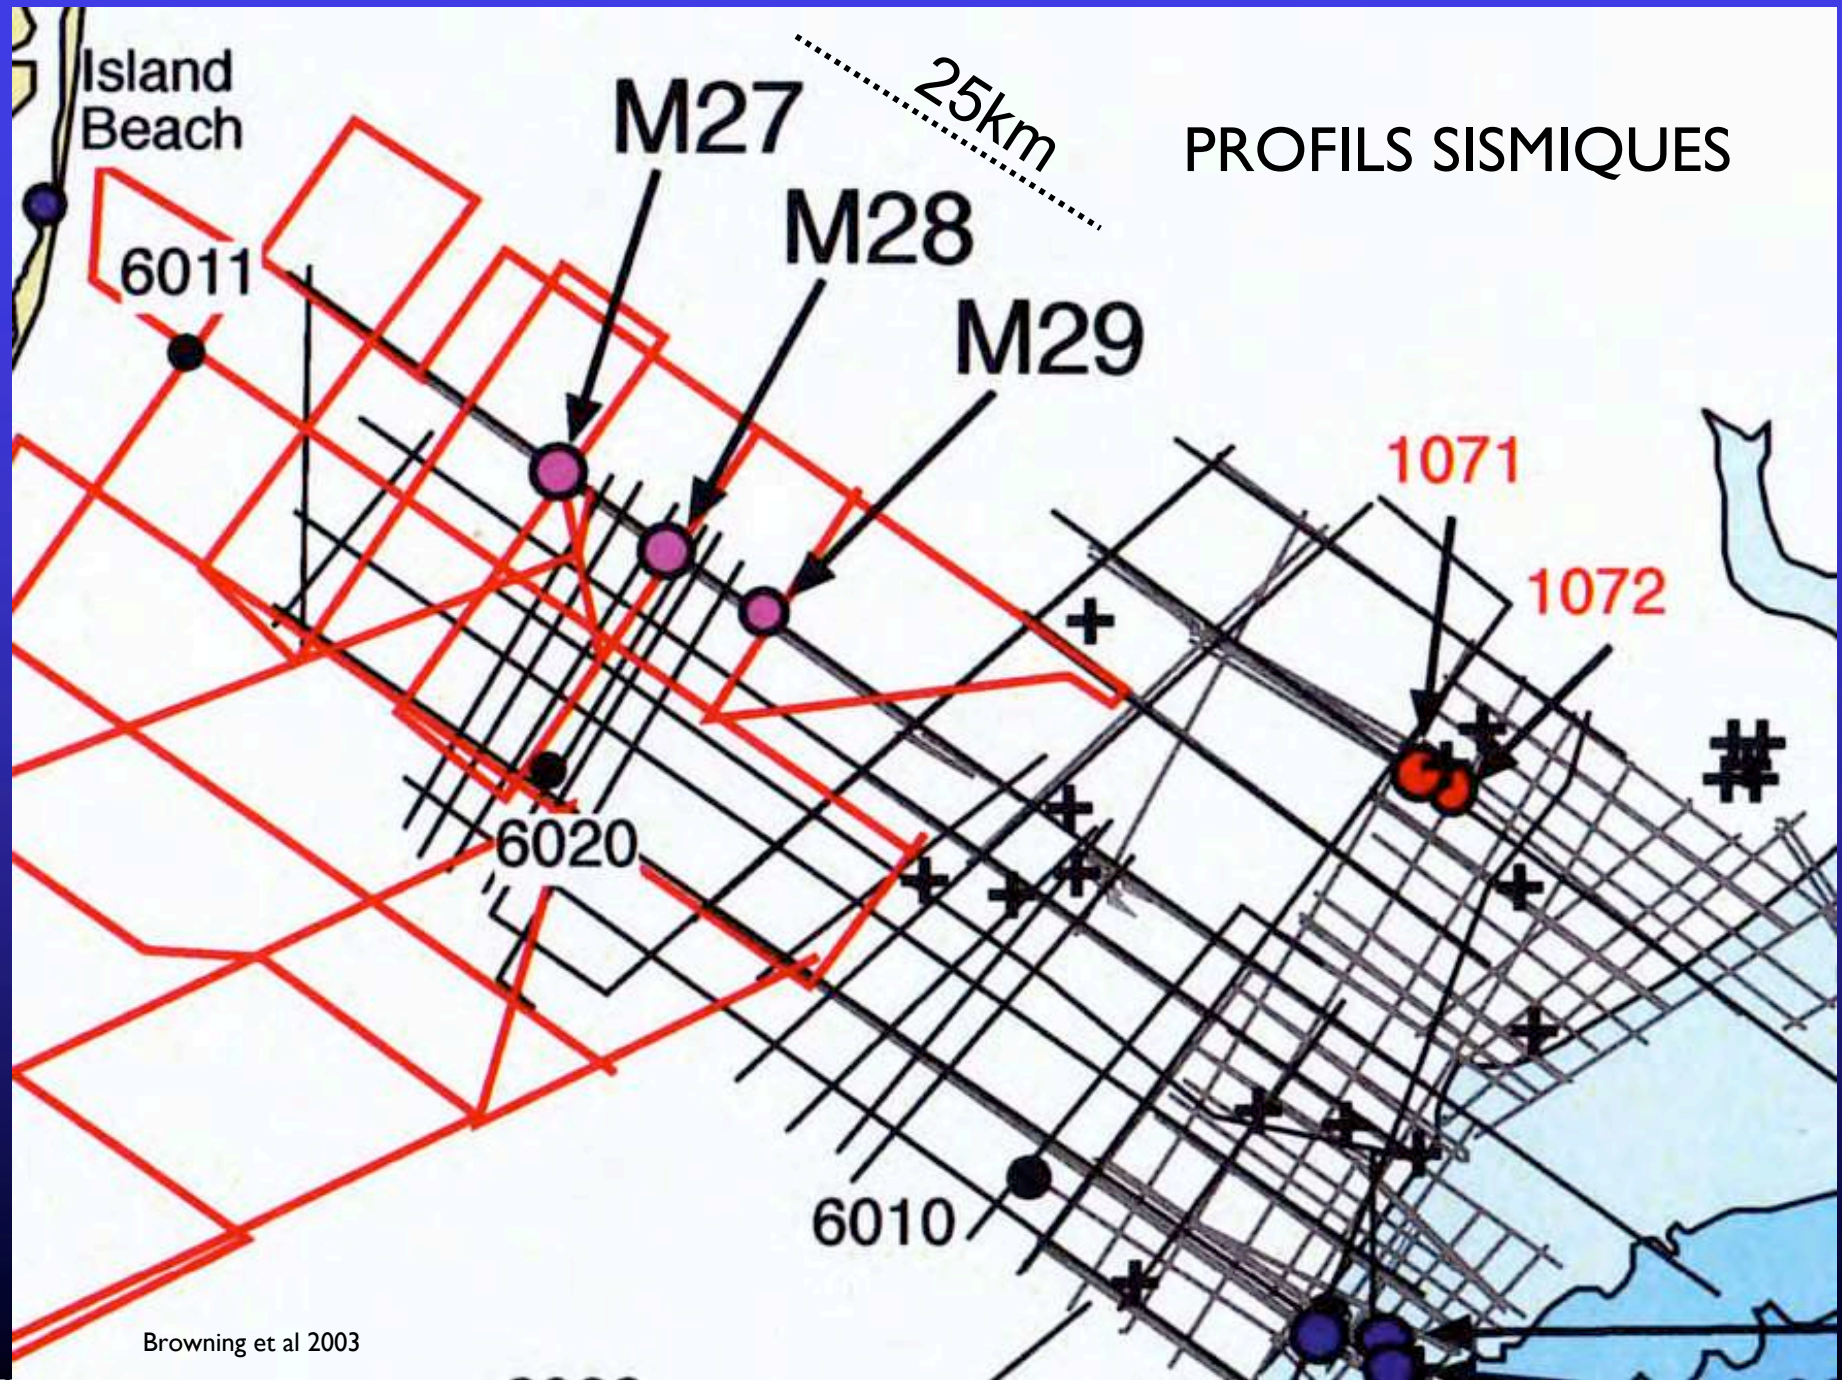 Island
Beach
M27
25km
PROFILS SISMIQUES
M28
6011
M29
1071
1072
6020
6010
Browning et al 2003